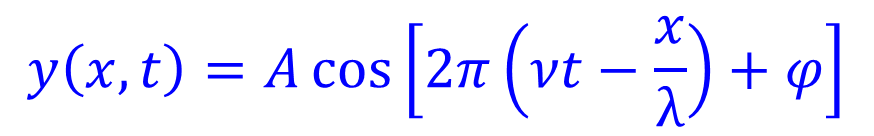 y(x, t) = A cos [2π (νt − x/λ) + φ]